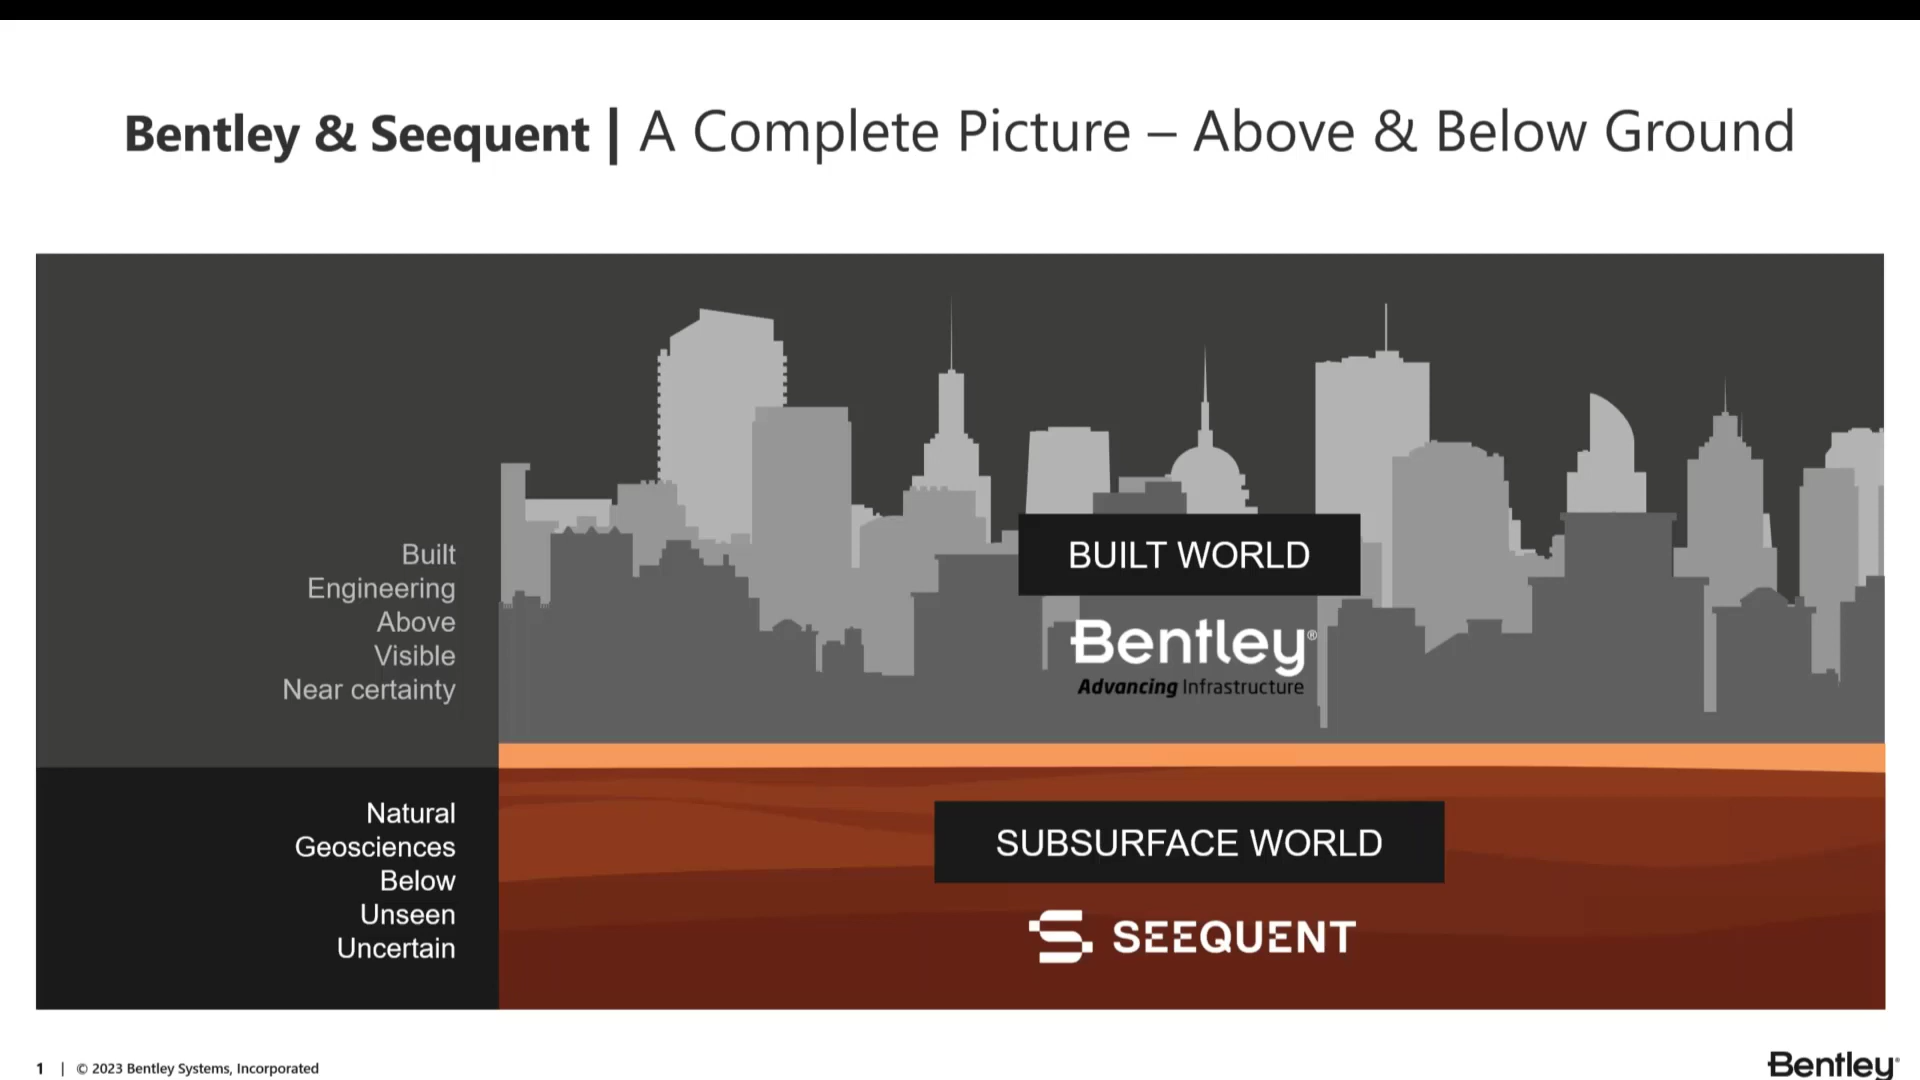 Bentley & Seequent | A Complete Picture – Above & Below Ground
Built
Engineering
Above
Visible
Near certainty
BUILT WORLD
Bentley®
Advancing Infrastructure
Natural
Geosciences
Below
Unseen
Uncertain
SUBSURFACE WORLD
SEEQUENT
1 | © 2023 Bentley Systems, Incorporated
Bentley®